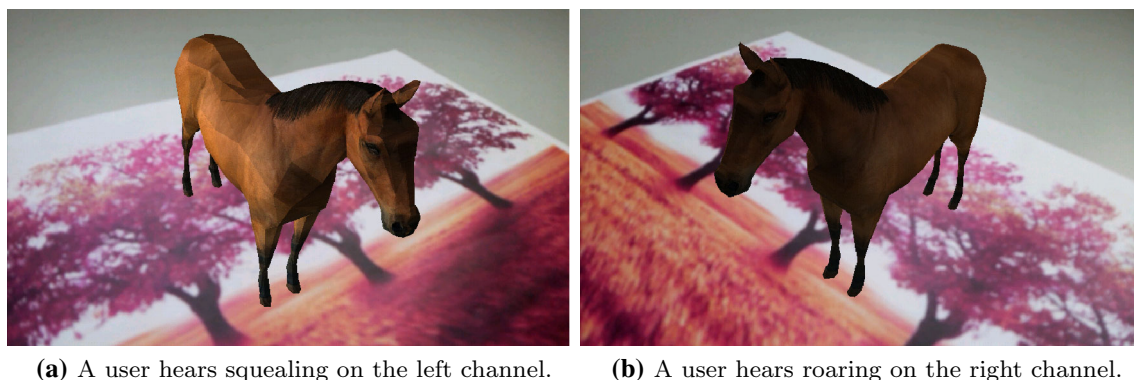 (a) A user hears squealing on the left channel.
(b) A user hears roaring on the right channel.